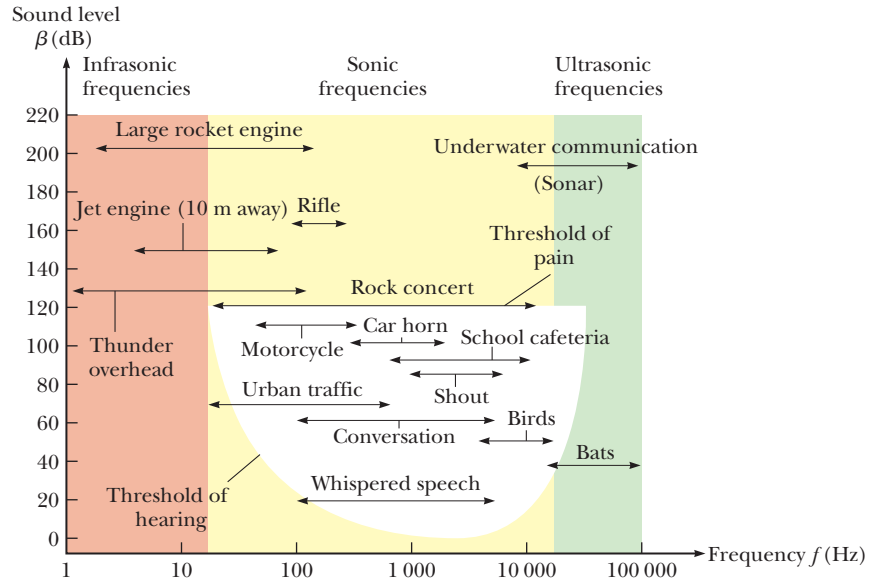 Sound level
β (dB)
Infrasonic
frequencies
Sonic
frequencies
Ultrasonic
frequencies
220
Large rocket engine
200
Underwater communication
(Sonar)
180
Jet engine (10 m away)
Rifle
160
Threshold of
pain
140
Rock concert
120
Car horn
School cafeteria
Motorcycle
100
Thunder
overhead
80
Shout
Urban traffic
60
Birds
Conversation
Bats
40
Whispered speech
20
Threshold of
hearing
0
Frequency f (Hz)
1
10
100
1 000
10 000
100 000